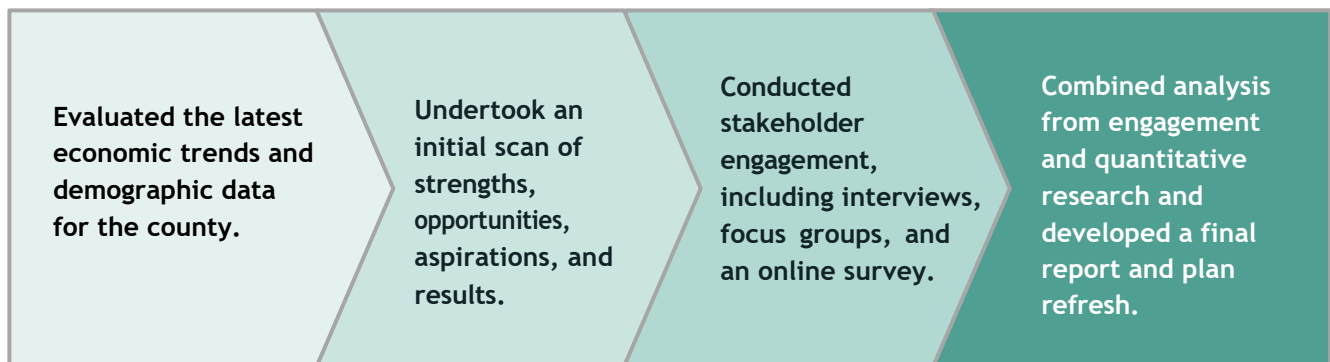 Evaluated the latest
economic trends and
demographic data
for the county.
Undertook an
initial scan of
strengths,
opportunities,
aspirations, and
results.
Conducted
stakeholder
engagement,
including interviews,
focus groups, and
an online survey.
Combined analysis
from engagement
and quantitative
research and
developed a final
report and plan
refresh.